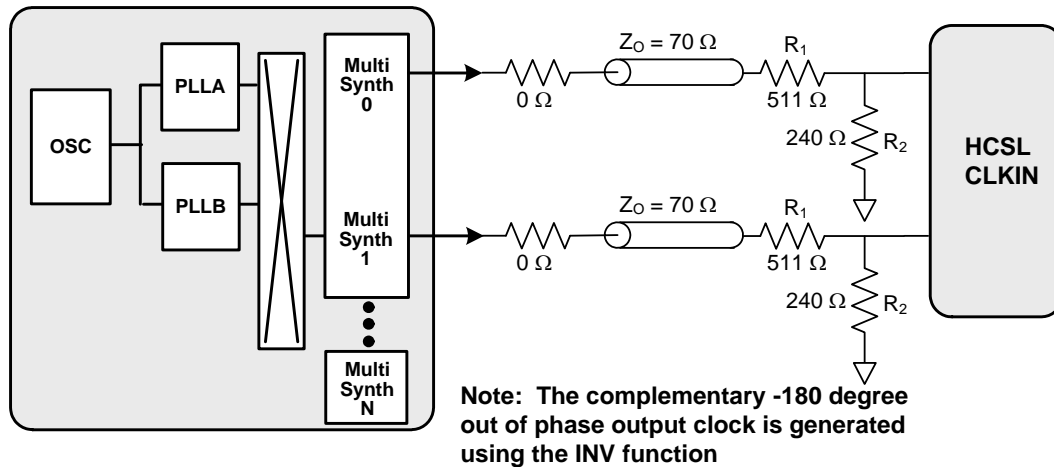 OSC
PLLA
PLLB
Multi
Synth
0
Multi
Synth
1
Multi
Synth
N
0 Ω
Z_O = 70 Ω
R_1
511 Ω
240 Ω
R_2
0 Ω
Z_O = 70 Ω
R_1
511 Ω
240 Ω
R_2
HCSL
CLKIN
Note: The complementary -180 degree
out of phase output clock is generated
using the INV function